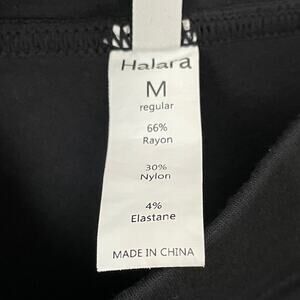 Halara
M
regular
66%
Rayon
30%
Nylon
4%
Elastane
MADE IN CHINA